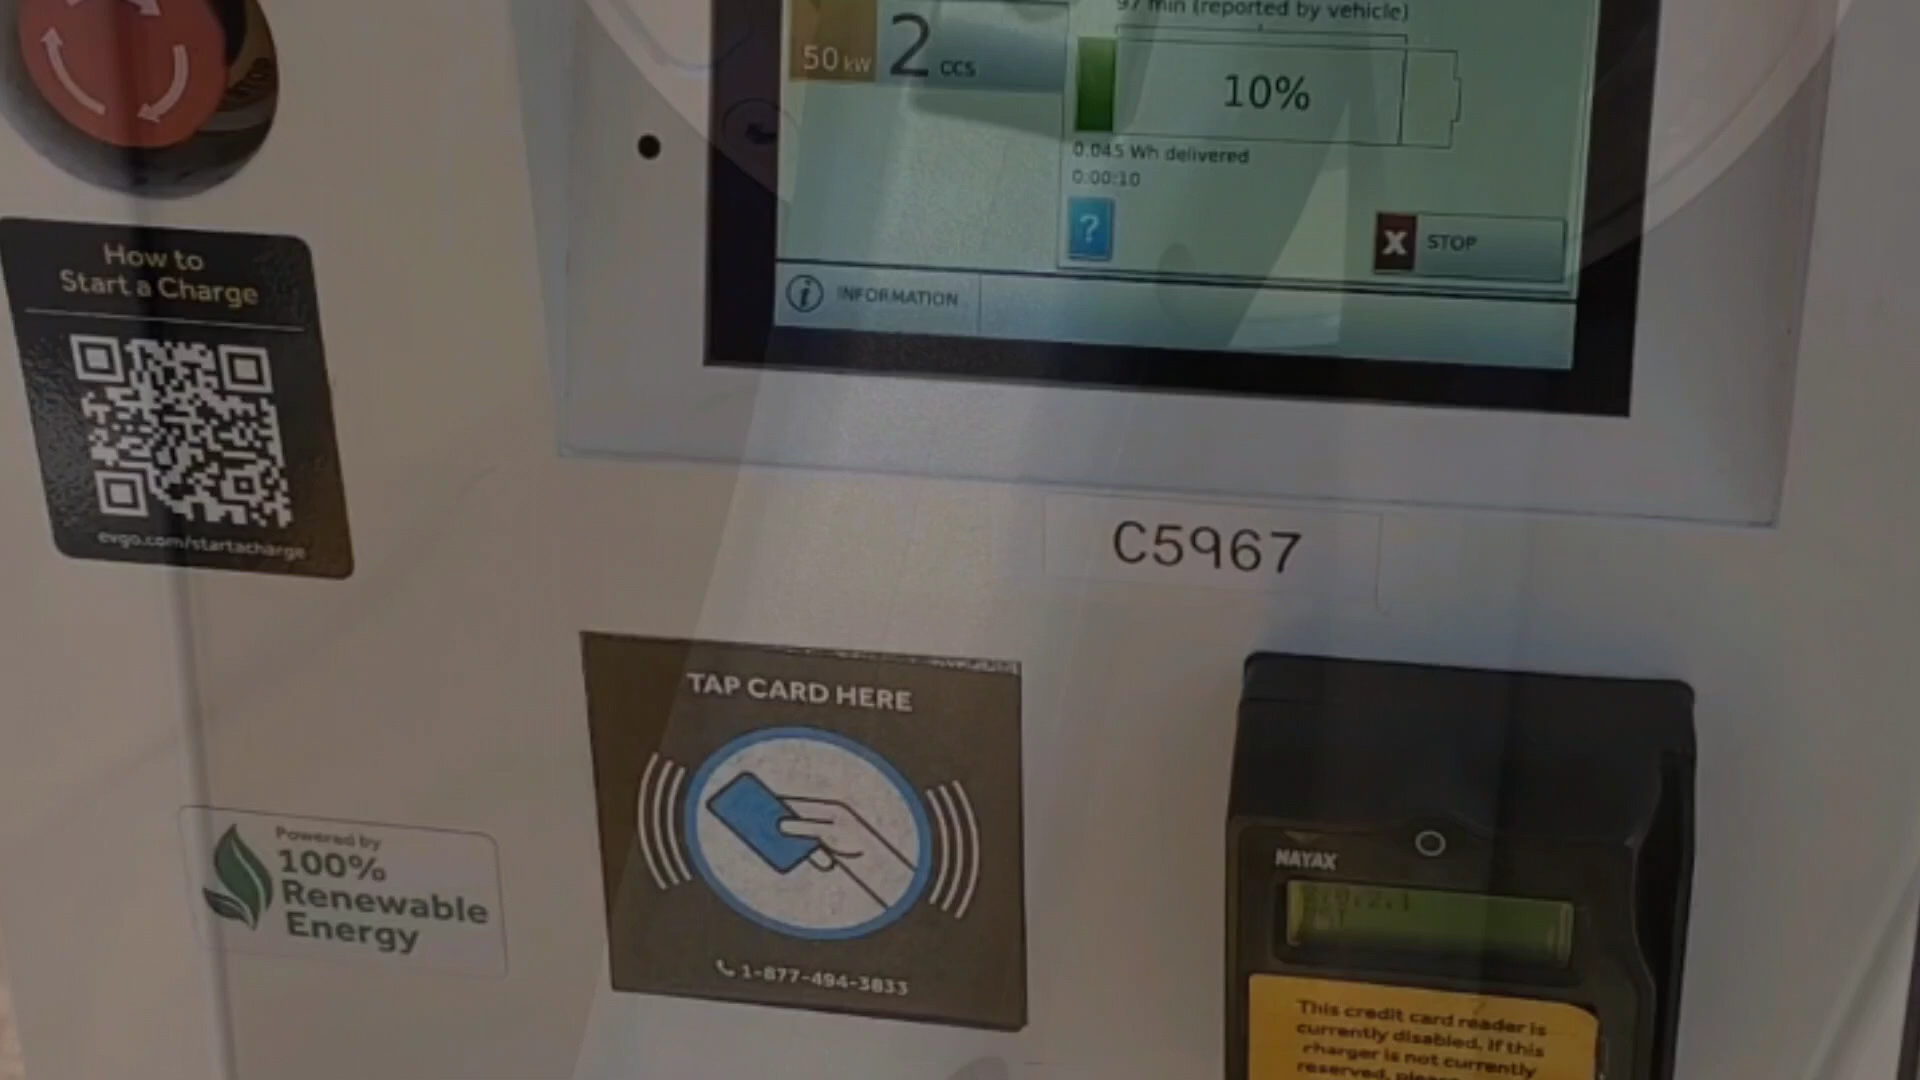 97 min (reported by vehicle)
50 kW
2 CCS
10%
0.045 Wh delivered
0:00:10
?
X STOP
i INFORMATION
How to
Start a Charge
evgo.com/startacharge
C5967
TAP CARD HERE
1-877-494-3833
Powered by
100%
Renewable
Energy
NAYAX
This credit card reader is
currently disabled. If this
charger is not currently
reserved,